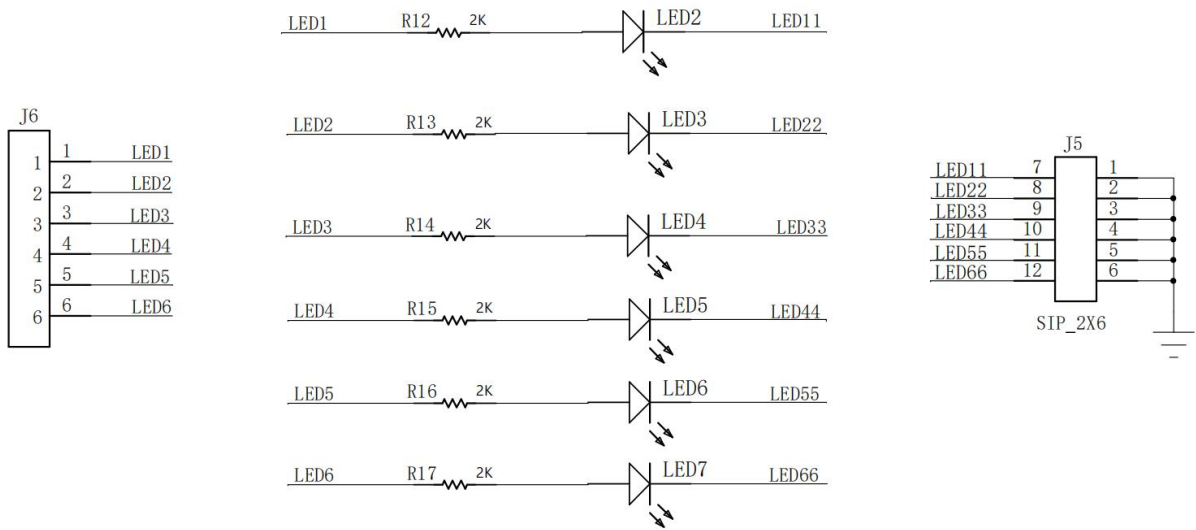 J6
1 1 LED1
2 2 LED2
3 3 LED3
4 4 LED4
5 5 LED5
6 6 LED6
LED1 R12 2K LED2 LED11
LED2 R13 2K LED3 LED22
LED3 R14 2K LED4 LED33
LED4 R15 2K LED5 LED44
LED5 R16 2K LED6 LED55
LED6 R17 2K LED7 LED66
J5
LED11 7 1
LED22 8 2
LED33 9 3
LED44 10 4
LED55 11 5
LED66 12 6
SIP_2X6